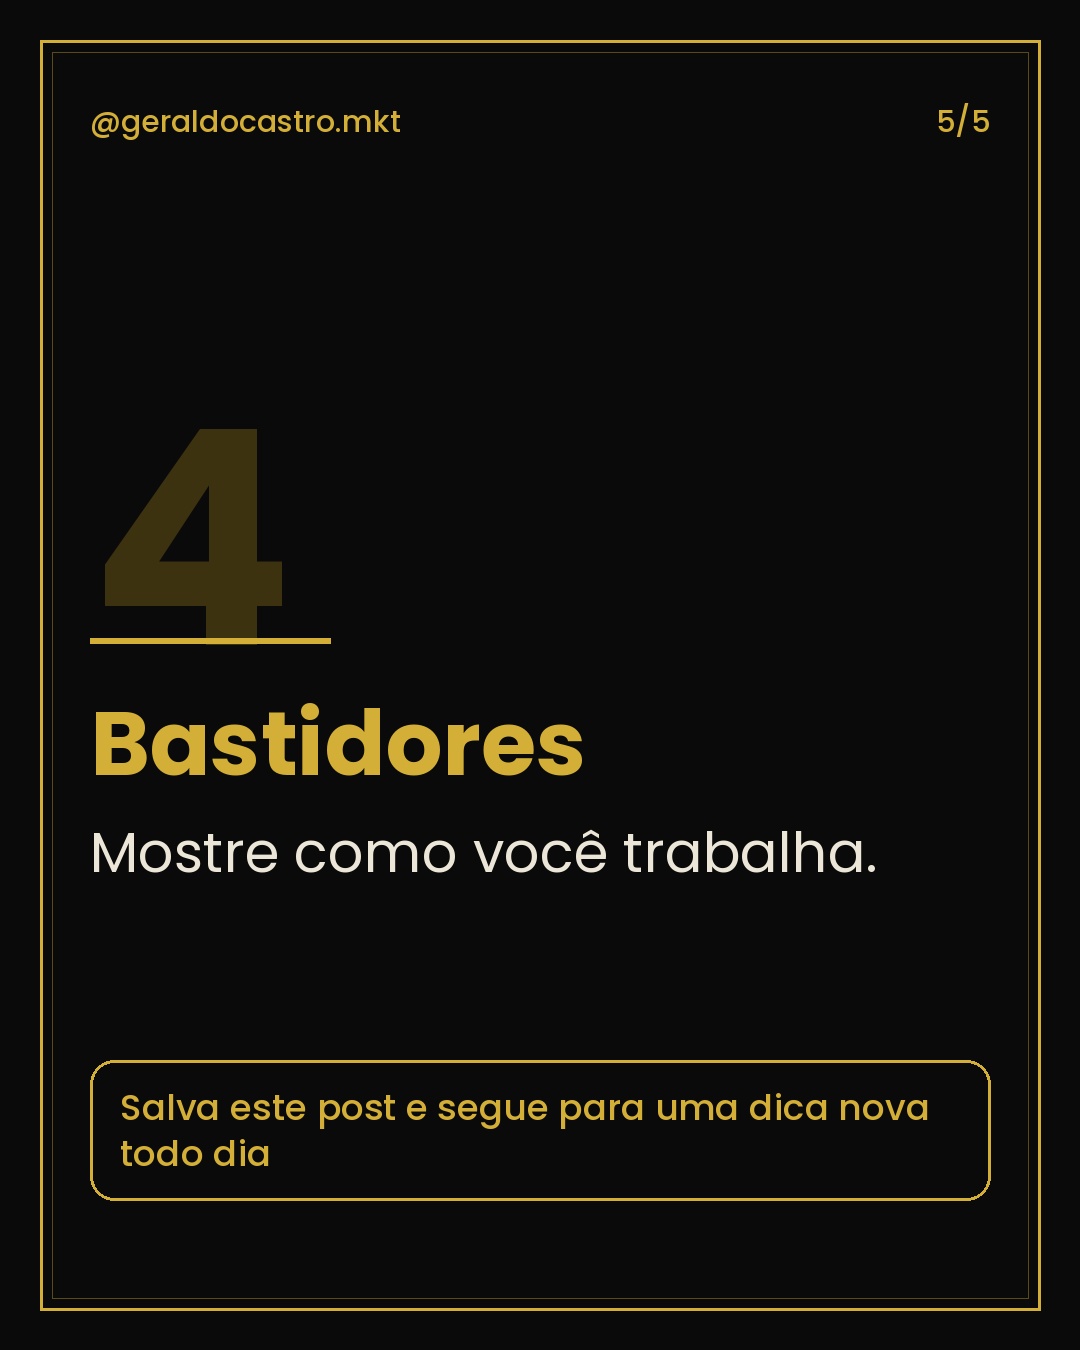 @geraldocastro.mkt
5/5
4
Bastidores
Mostre como você trabalha.
Salva este post e segue para uma dica nova
todo dia